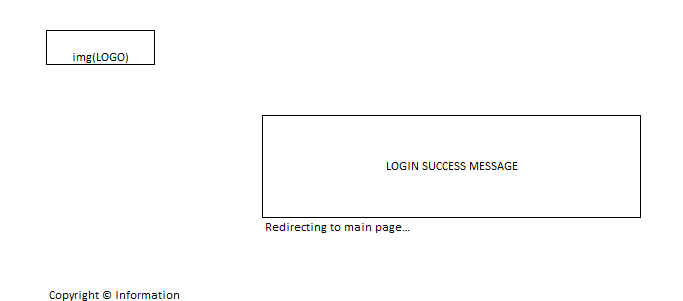 img(LOGO)
LOGIN SUCCESS MESSAGE
Redirecting to main page...
Copyright © Information